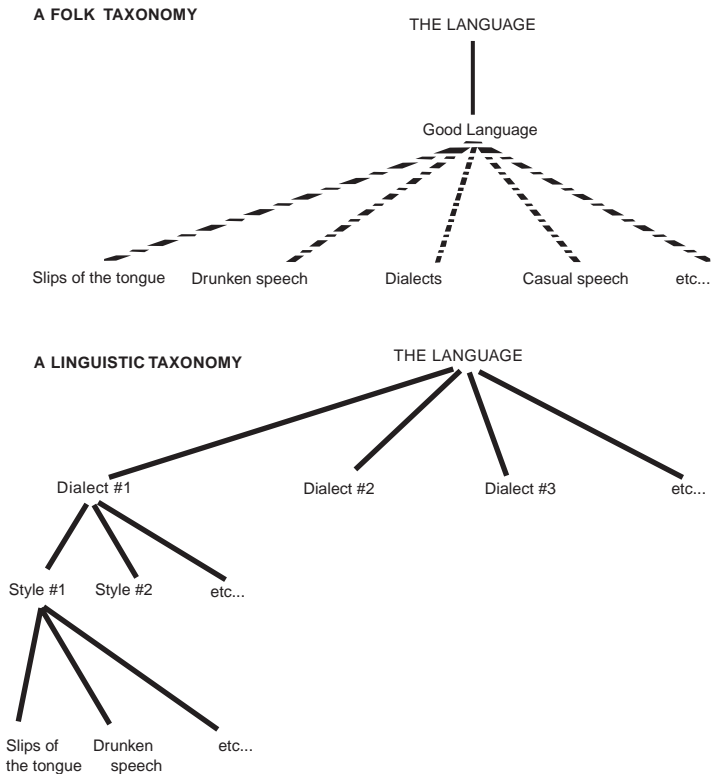 A FOLK TAXONOMY
THE LANGUAGE
Good Language
Slips of the tongue Drunken speech Dialects Casual speech etc...
A LINGUISTIC TAXONOMY
THE LANGUAGE
Dialect #1 Dialect #2 Dialect #3 etc...
Style #1 Style #2 etc...
Slips of Drunken etc...
the tongue speech